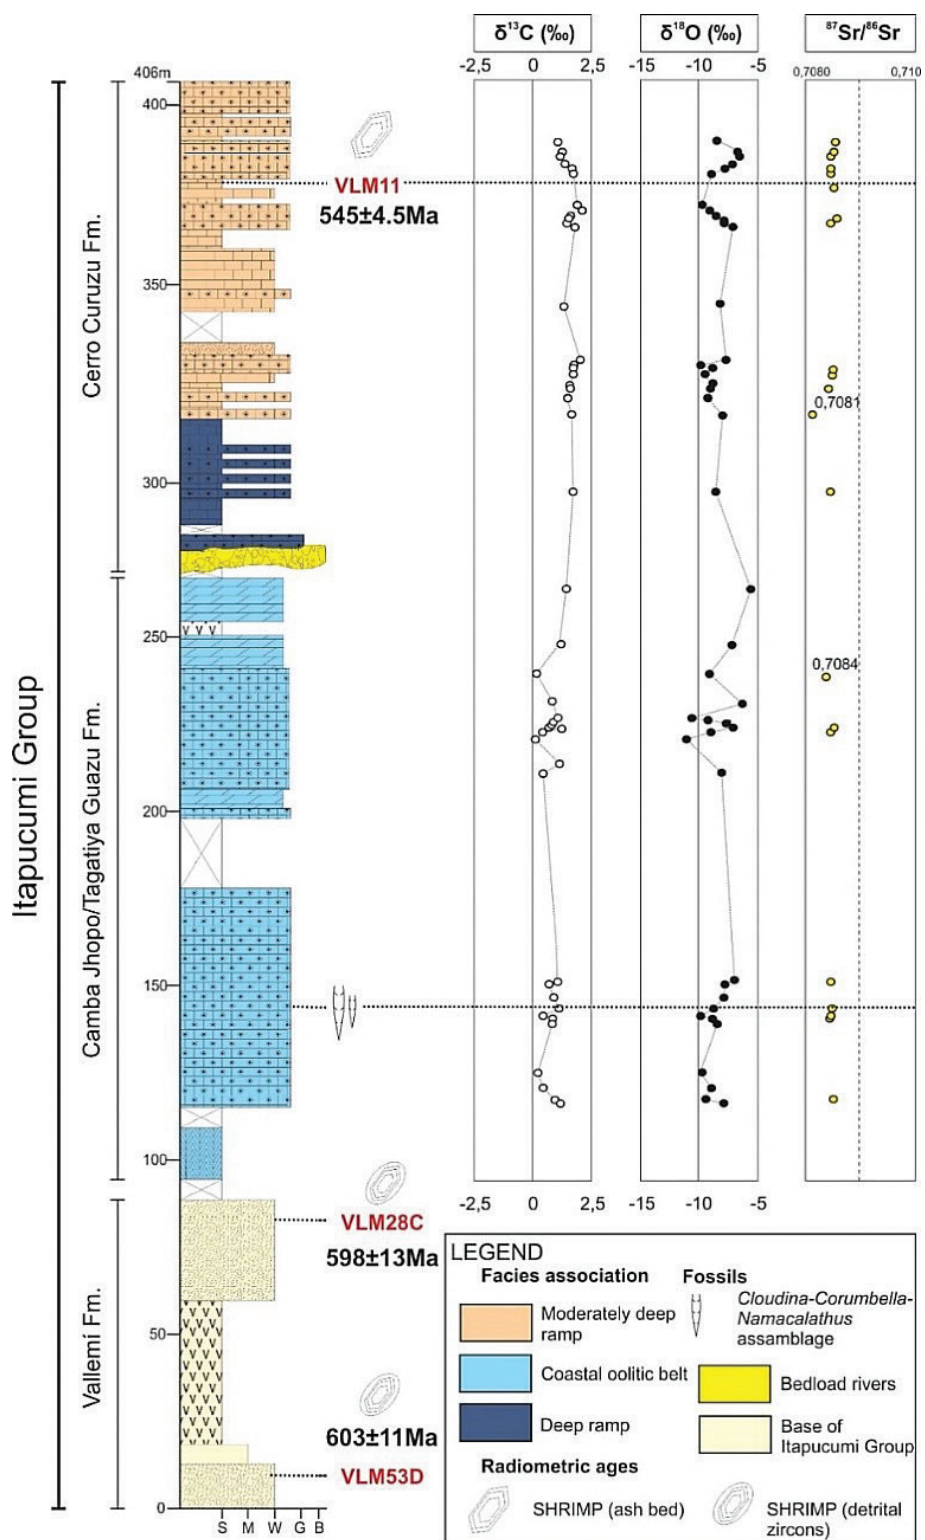 δ13C (‰)
δ18O (‰)
87Sr/86Sr
-2,5
0
2,5
-15
-10
-5
0,7080
0,710
406m
400
VLM11
545±4.5Ma
350
Cerro Curuzu Fm.
0,7081
300
250
0,7084
Itapucumi Group
200
Camba Jhopo/Tagatiya Guazu Fm.
150
100
-2,5
0
2,5
-15
-10
-5
VLM28C
598±13Ma
50
Vallemí Fm.
603±11Ma
VLM53D
0
S
M
W
G
B
LEGEND
Facies association
Moderately deep
ramp
Coastal oolitic belt
Deep ramp
Fossils
Cloudina-Corumbella-
Namacalathus
assamblage
Bedload rivers
Base of
Itapucumi Group
Radiometric ages
SHRIMP (ash bed)
SHRIMP (detrital
zircons)